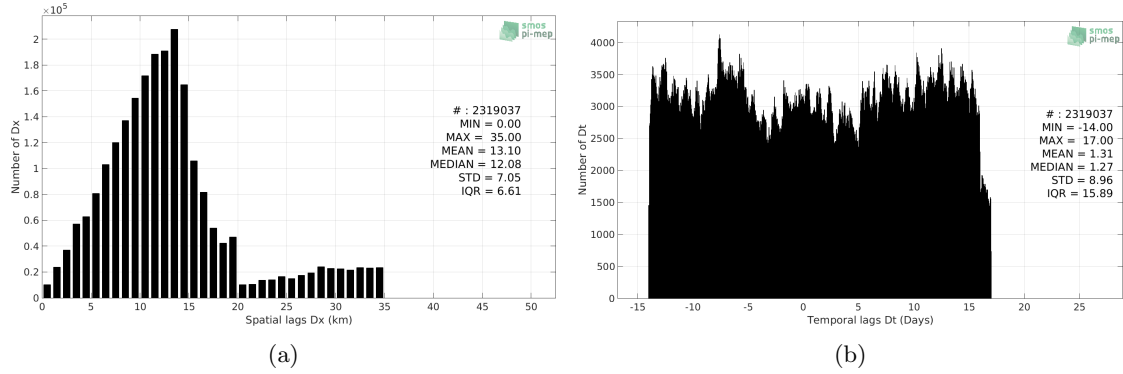 ×10⁵
2
1.8
1.6
1.4
1.2
1
0.8
0.6
0.4
0.2
0
Number of Dx
smos
pi-mep
# : 2319037
MIN = 0.00
MAX = 35.00
MEAN = 13.10
MEDIAN = 12.08
STD = 7.05
IQR = 6.61
0 5 10 15 20 25 30 35 40 45 50
Spatial lags Dx (km)
(a)
4000
3500
3000
2500
2000
1500
1000
500
0
Number of Dt
smos
pi-mep
# : 2319037
MIN = -14.00
MAX = 17.00
MEAN = 1.31
MEDIAN = 1.27
STD = 8.96
IQR = 15.89
-15 -10 -5 0 5 10 15 20 25
Temporal lags Dt (Days)
(b)